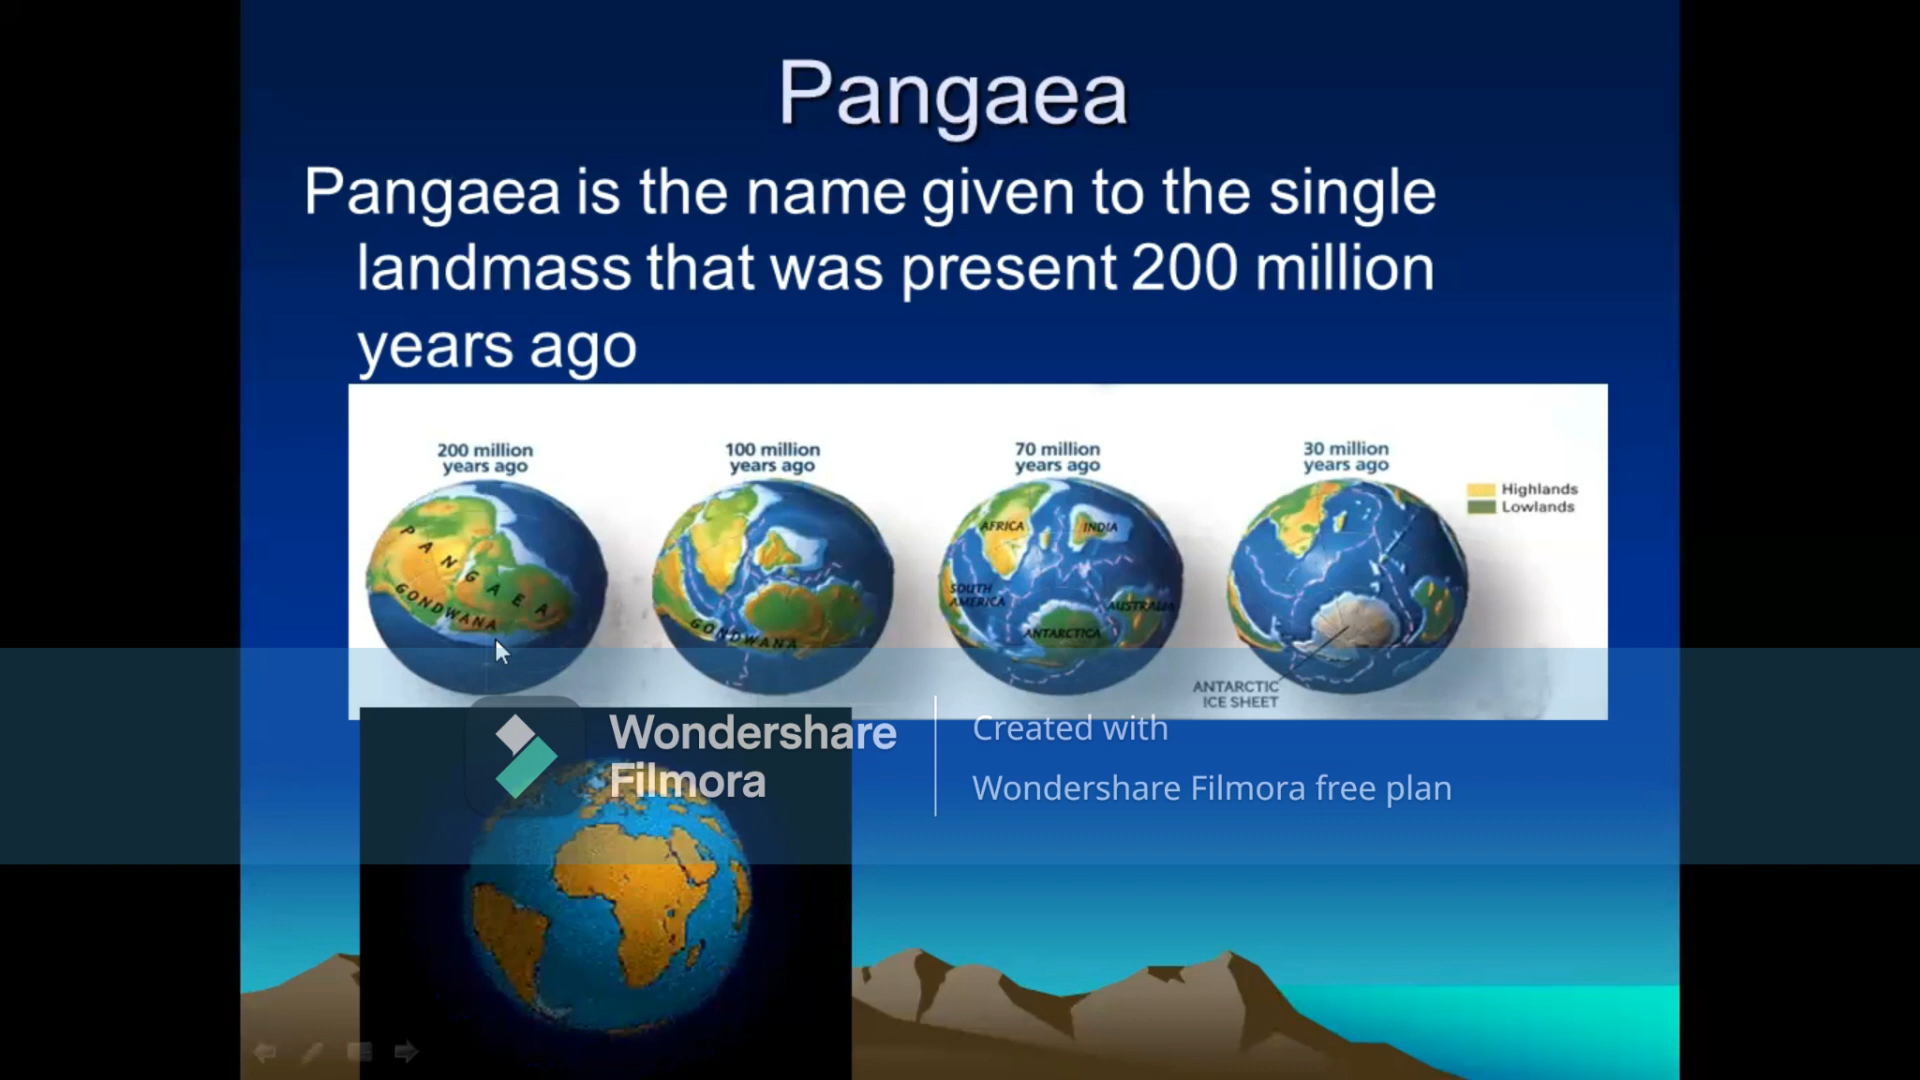 Pangaea
Pangaea is the name given to the single
landmass that was present 200 million
years ago
200 million
years ago
100 million
years ago
70 million
years ago
30 million
years ago
Highlands
Lowlands
PANGAEA
GONDWANA
GONDWANA
AFRICA
INDIA
SOUTH
AMERICA
AUSTRALIA
ANTARCTICA
ANTARCTIC
ICE SHEET
Wondershare
Filmora
Created with
Wondershare Filmora free plan